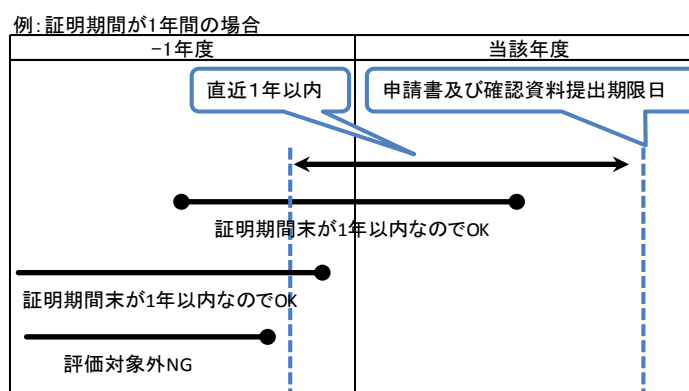 例：証明期間が1年間の場合
-1年度
当該年度
直近１年以内
申請書及び確認資料提出期限日
証明期間末が1年以内なのでOK
証明期間末が1年以内なのでOK
評価対象外NG